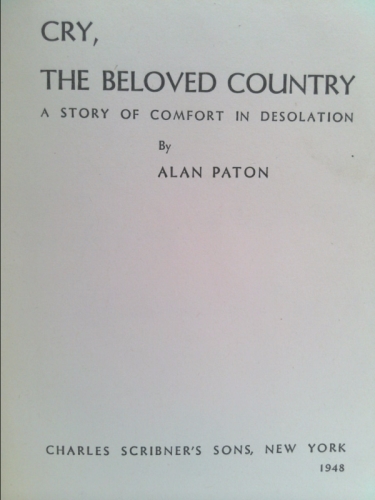 CRY,
THE BELOVED COUNTRY
A STORY OF COMFORT IN DESOLATION
By
ALAN PATON
CHARLES SCRIBNER'S SONS, NEW YORK
1948